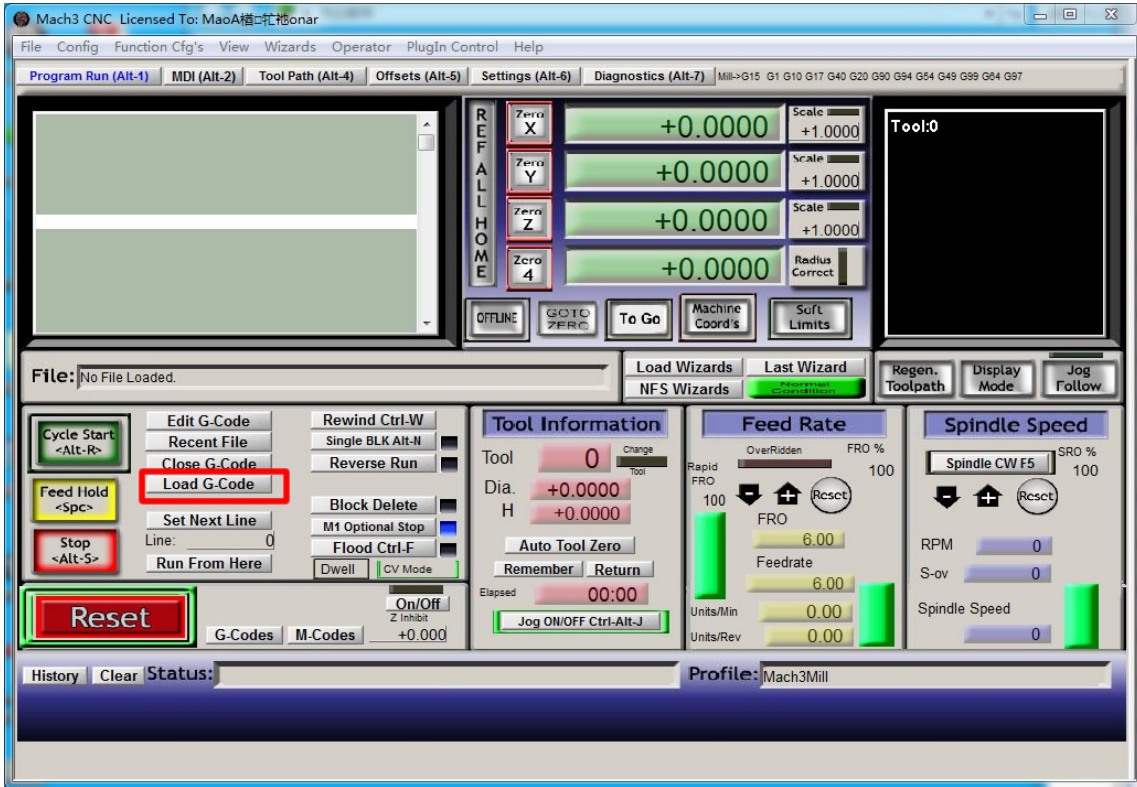 Mach3 CNC Licensed To: MaoA楿□牤祂onar
File Config Function Cfg's View Wizards Operator PlugIn Control Help
Program Run (Alt-1) MDI (Alt-2) Tool Path (Alt-4) Offsets (Alt-5) Settings (Alt-6) Diagnostics (Alt-7) Mill->G15 G1 G10 G17 G40 G20 G90 G94 G54 G49 G99 G64 G97
REF ALL HOME
Zero X +0.0000 Scale +1.0000
Zero Y +0.0000 Scale +1.0000
Zero Z +0.0000 Scale +1.0000
Zero 4 +0.0000 Radius Correct
OFFLINE GOTO ZERO To Go Machine Coord's Soft Limits
Tool:0
File: No File Loaded.
Load Wizards Last Wizard
NFS Wizards Normal Condition
Regen. Toolpath Display Mode Jog Follow
Cycle Start <Alt-R>
Feed Hold <Spc>
Stop <Alt-S>
Edit G-Code
Recent File
Close G-Code
Load G-Code
Set Next Line
Line: 0
Run From Here
Rewind Ctrl-W
Single BLK Alt-N
Reverse Run
Block Delete
M1 Optional Stop
Flood Ctrl-F
Dwell CV Mode
Reset
G-Codes M-Codes
On/Off
Z Inhibit
+0.000
Tool Information
Tool 0 Change Tool
Dia. +0.0000
H +0.0000
Auto Tool Zero
Remember Return
Elapsed 00:00
Jog ON/OFF Ctrl-Alt-J
Feed Rate
OverRidden FRO %
100
Rapid FRO
100
Reset
FRO
6.00
Feedrate
6.00
Units/Min 0.00
Units/Rev 0.00
Spindle Speed
Spindle CW F5 SRO %
100
Reset
RPM 0
S-ov 0
Spindle Speed
0
History Clear Status:
Profile: Mach3Mill